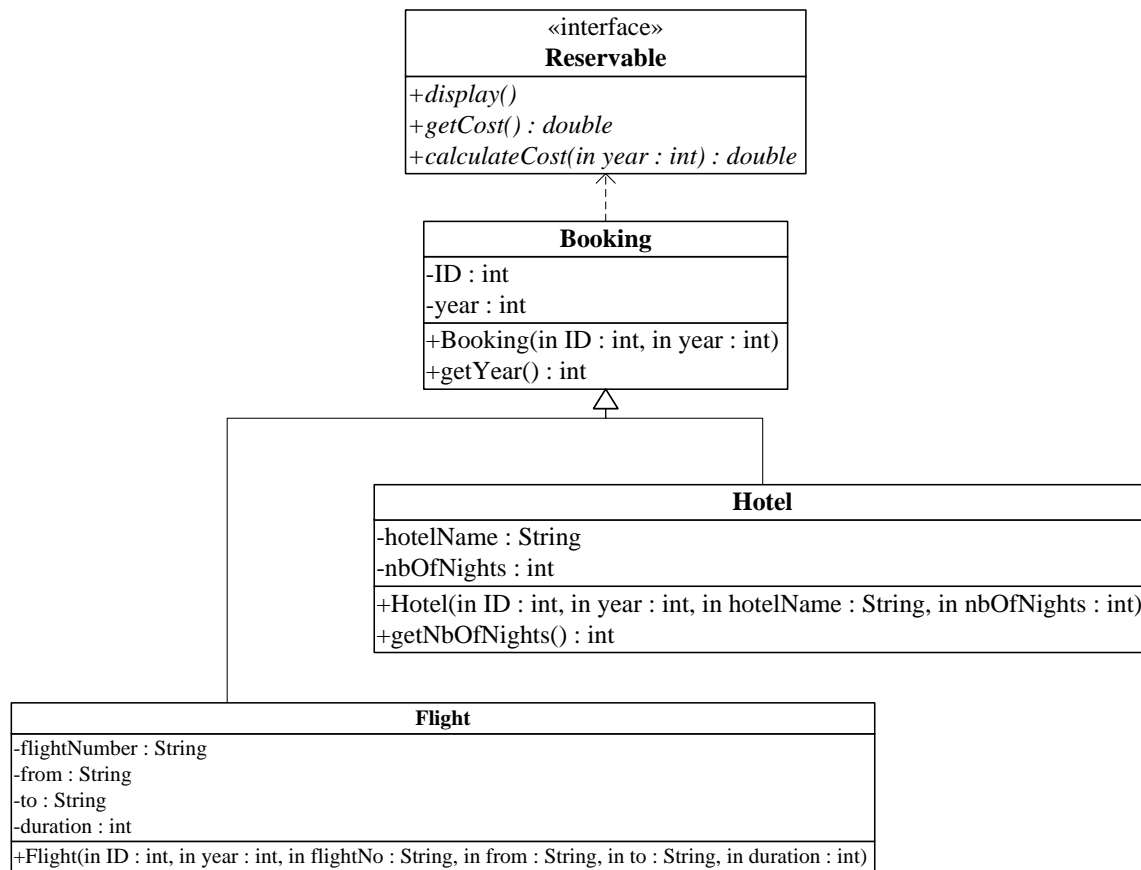 «interface»
Reservable
+display()
+getCost() : double
+calculateCost(in year : int) : double
Booking
-ID : int
-year : int
+Booking(in ID : int, in year : int)
+getYear() : int
Hotel
-hotelName : String
-nbOfNights : int
+Hotel(in ID : int, in year : int, in hotelName : String, in nbOfNights : int)
+getNbOfNights() : int
Flight
-flightNumber : String
-from : String
-to : String
-duration : int
+Flight(in ID : int, in year : int, in flightNo : String, in from : String, in to : String, in duration : int)